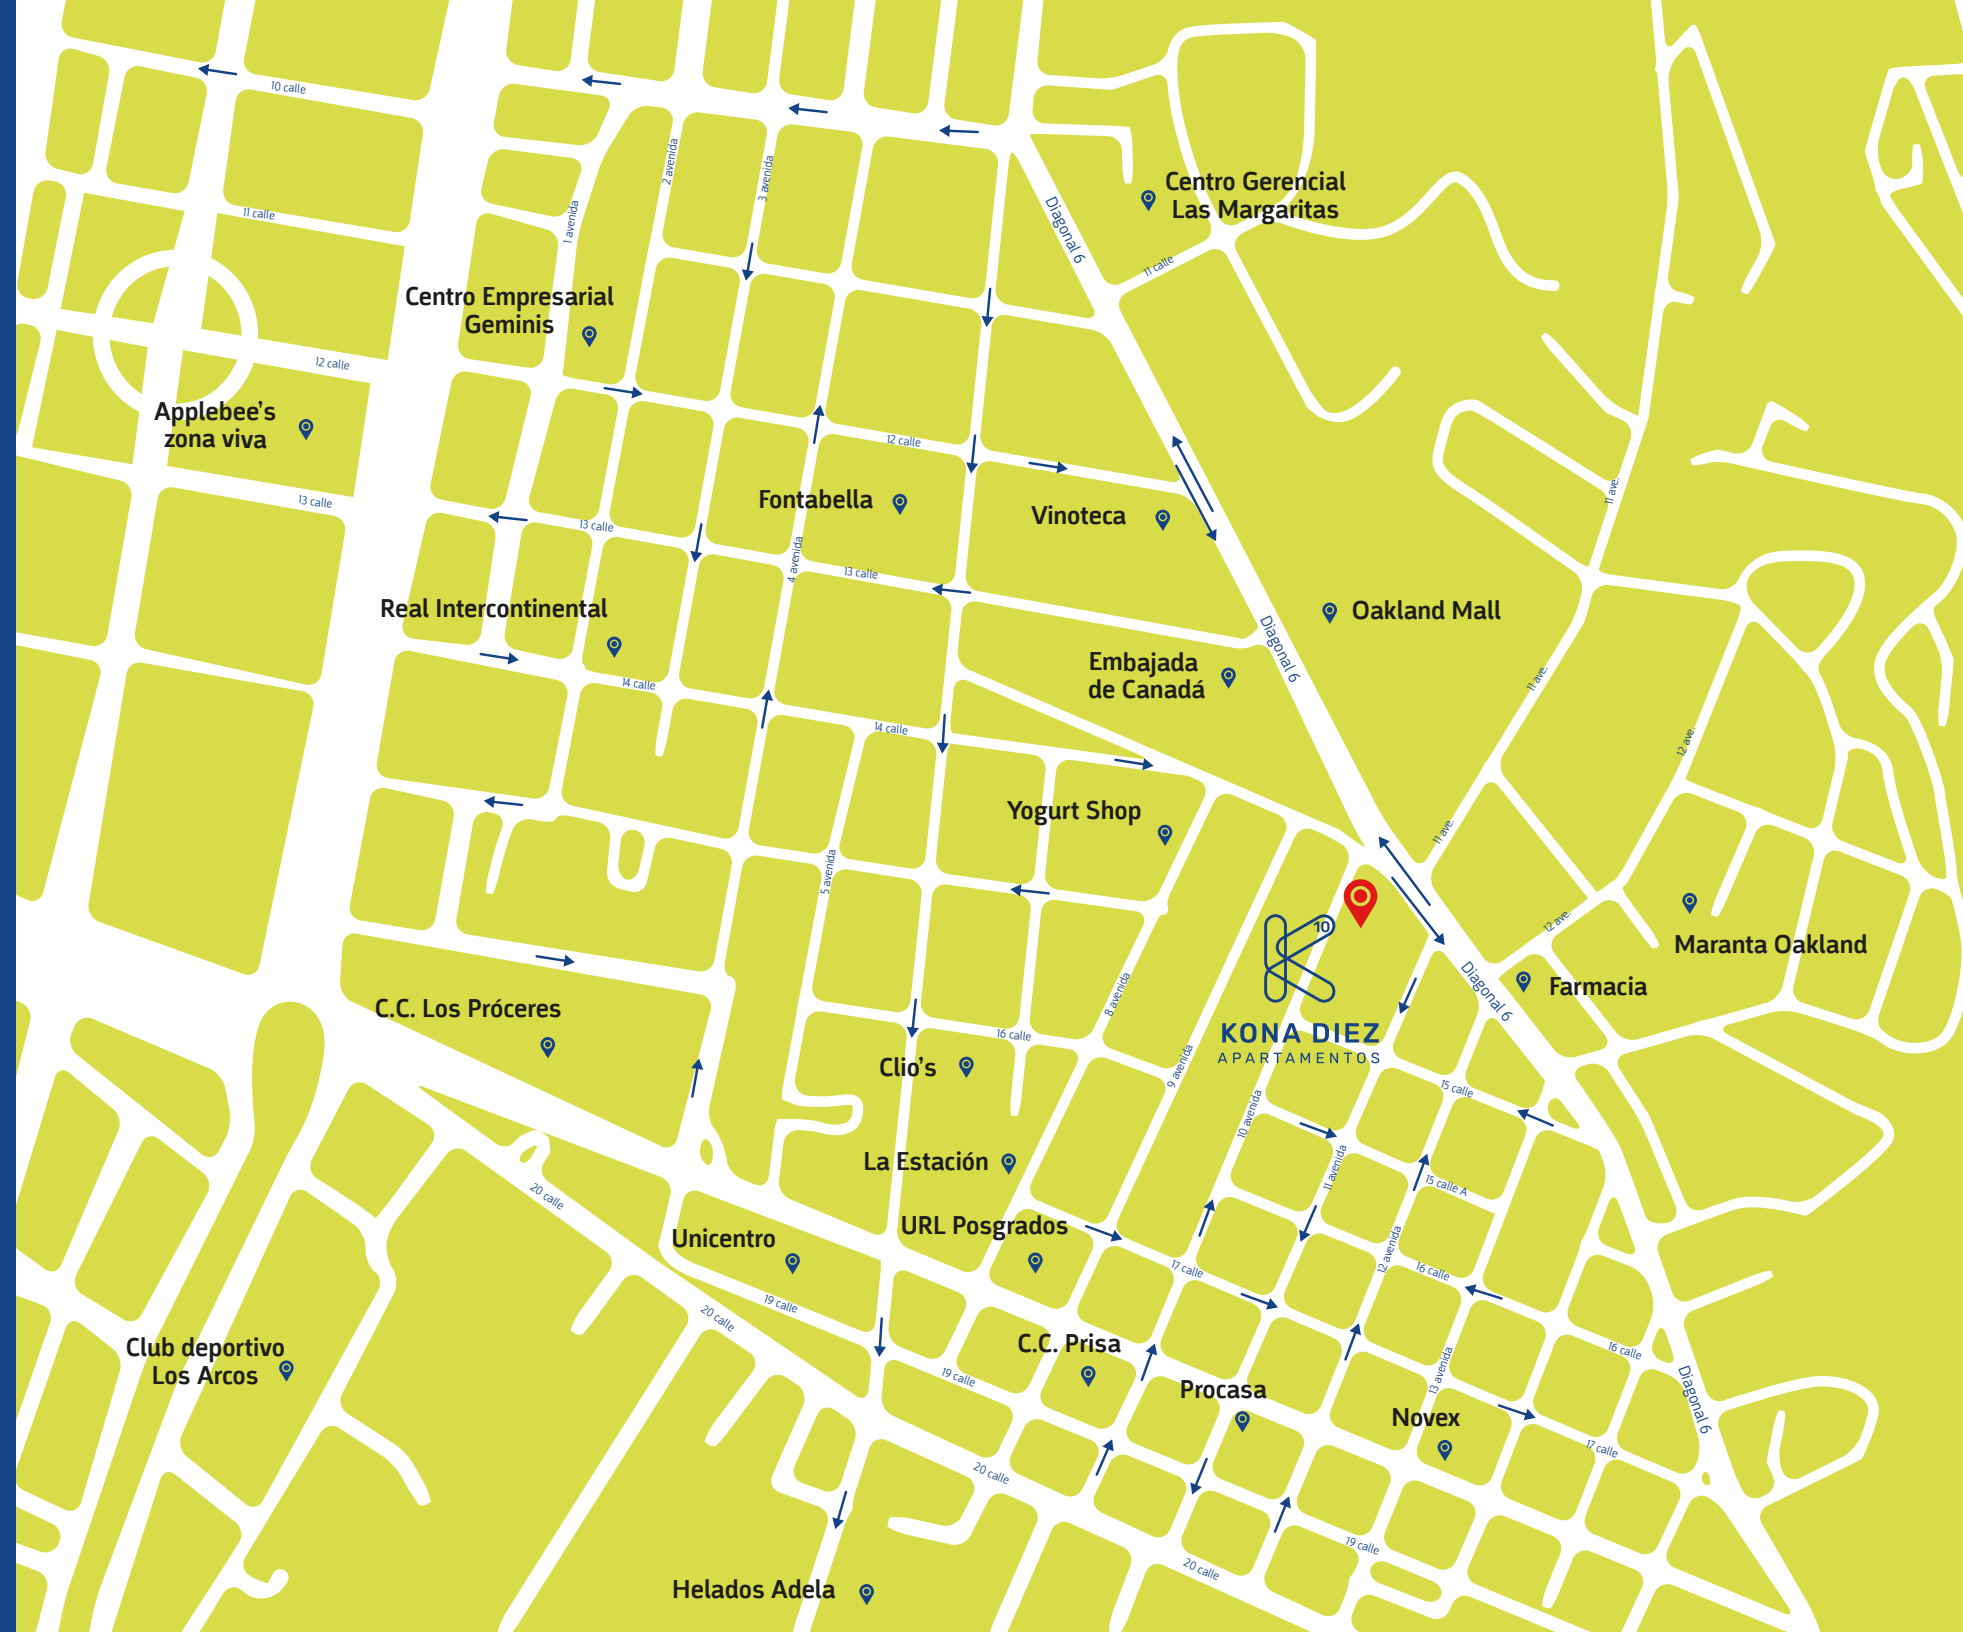 10 calle
11 calle
1 avenida
2 avenida
3 avenida
Diagonal 6
Centro Gerencial
Las Margaritas
11 calle
Centro Empresarial
Geminis
12 calle
Applebee's
zona viva
12 calle
13 calle
13 calle
Fontabella
Vinoteca
11 ave.
4 avenida
13 calle
Real Intercontinental
Oakland Mall
Diagonal 6
Embajada
de Canadá
11 ave.
14 calle
14 calle
12 ave.
Yogurt Shop
11 ave.
5 avenida
10
12 ave.
Maranta Oakland
Farmacia
Diagonal 6
8 avenida
C.C. Los Próceres
16 calle
KONA DIEZ
APARTAMENTOS
Clio's
9 avenida
15 calle
10 avenida
La Estación
11 avenida
15 calle A
20 calle
URL Posgrados
Unicentro
12 avenida
17 calle
16 calle
19 calle
20 calle
Club deportivo
Los Arcos
C.C. Prisa
16 calle
19 calle
13 avenida
Procasa
Diagonal 6
Novex
17 calle
20 calle
19 calle
20 calle
Helados Adela